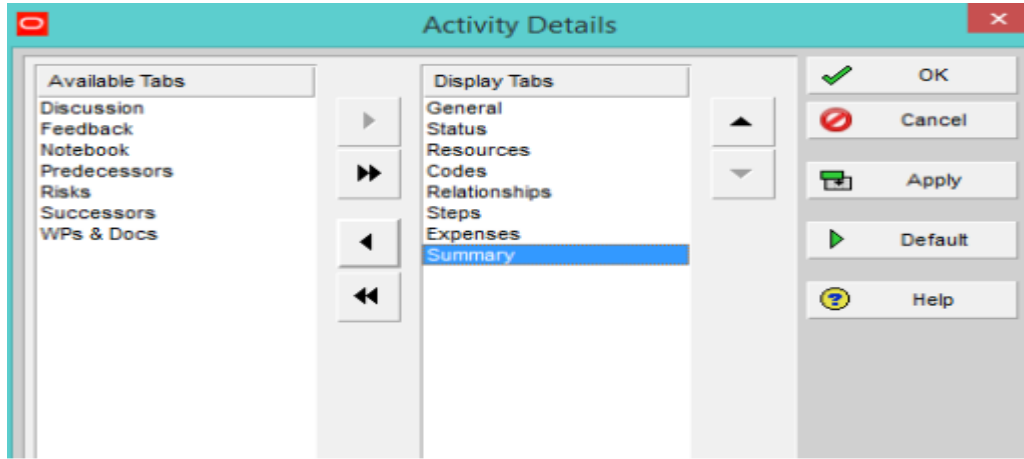 Activity Details
Available Tabs
Discussion
Feedback
Notebook
Predecessors
Risks
Successors
WPs & Docs
Display Tabs
General
Status
Resources
Codes
Relationships
Steps
Expenses
Summary
OK
Cancel
Apply
Default
Help